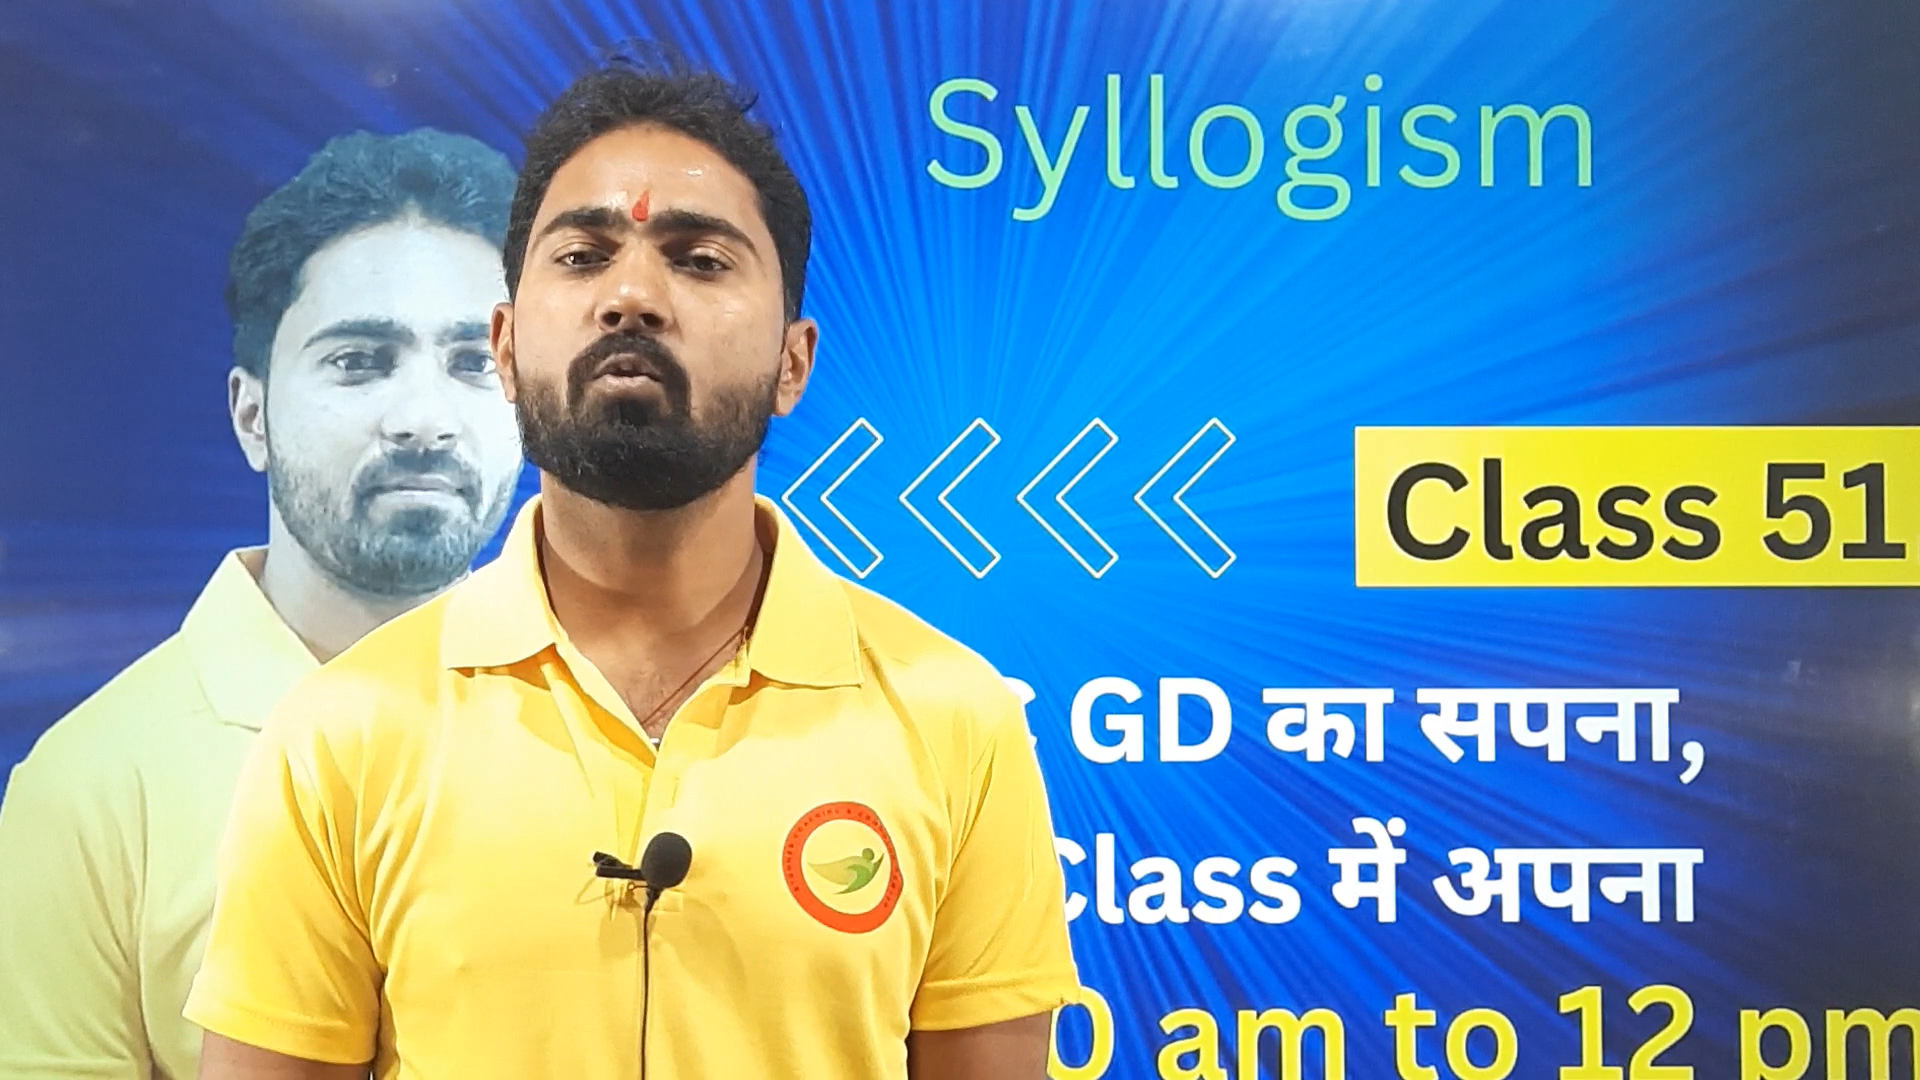 Syllogism
Class 51
GD का सपना,
Class में अपना
am to 12 pm